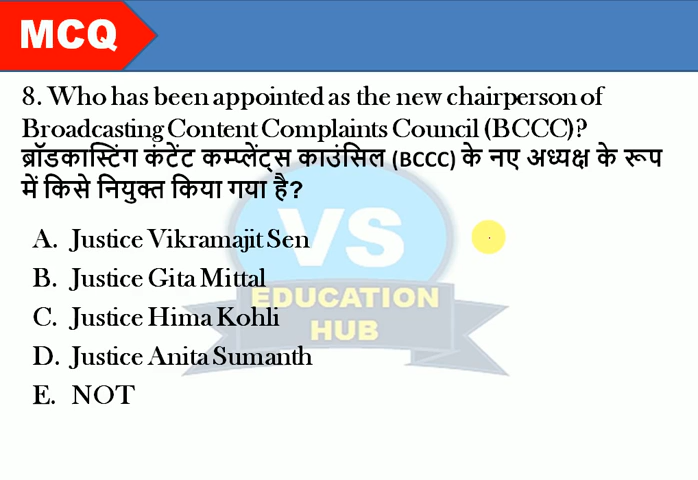 MCQ
8. Who has been appointed as the new chairperson of
Broadcasting Content Complaints Council (BCCC)?
ब्रॉडकास्टिंग कंटेंट कम्प्लेंट्स काउंसिल (BCCC) के नए अध्यक्ष के रूप
में किसे नियुक्त किया गया है?
A. Justice Vikramajit Sen
B. Justice Gita Mittal
C. Justice Hima Kohli
D. Justice Anita Sumanth
E. NOT
VS
EDUCATION
HUB